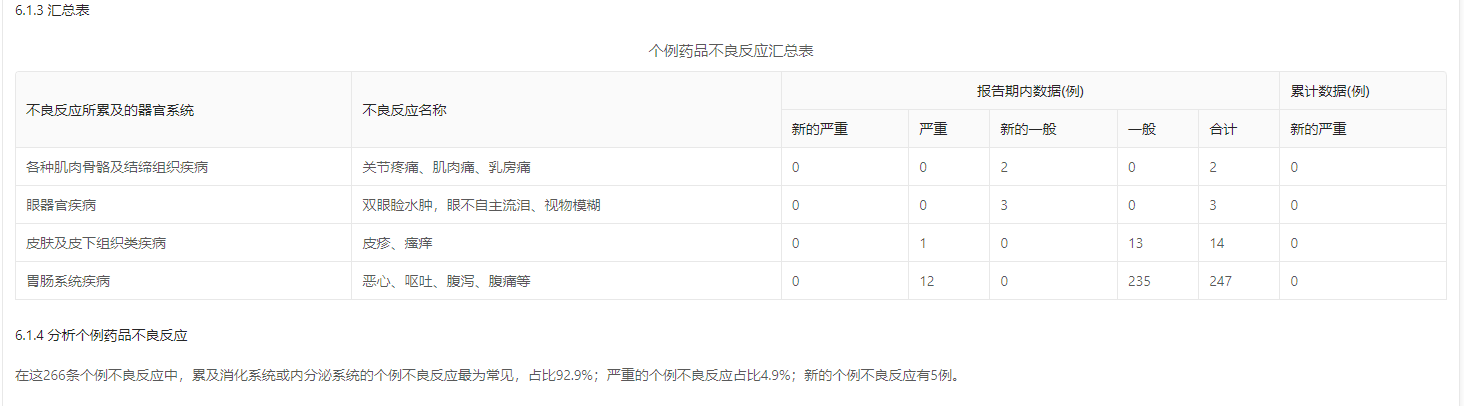 6.1.3 汇总表
个例药品不良反应汇总表
不良反应所累及的器官系统 不良反应名称 报告期内数据(例) 累计数据(例)
新的严重 严重 新的一般 一般 合计 新的严重
各种肌肉骨骼及结缔组织疾病 关节疼痛、肌肉痛、乳房痛 0 0 2 0 2 0
眼器官疾病 双眼睑水肿，眼不自主流泪、视物模糊 0 0 3 0 3 0
皮肤及皮下组织类疾病 皮疹、瘙痒 0 1 0 13 14 0
胃肠系统疾病 恶心、呕吐、腹泻、腹痛等 0 12 0 235 247 0
6.1.4 分析个例药品不良反应
在这266条个例不良反应中，累及消化系统或内分泌系统的个例不良反应最为常见，占比92.9%；严重的个例不良反应占比4.9%；新的个例不良反应有5例。